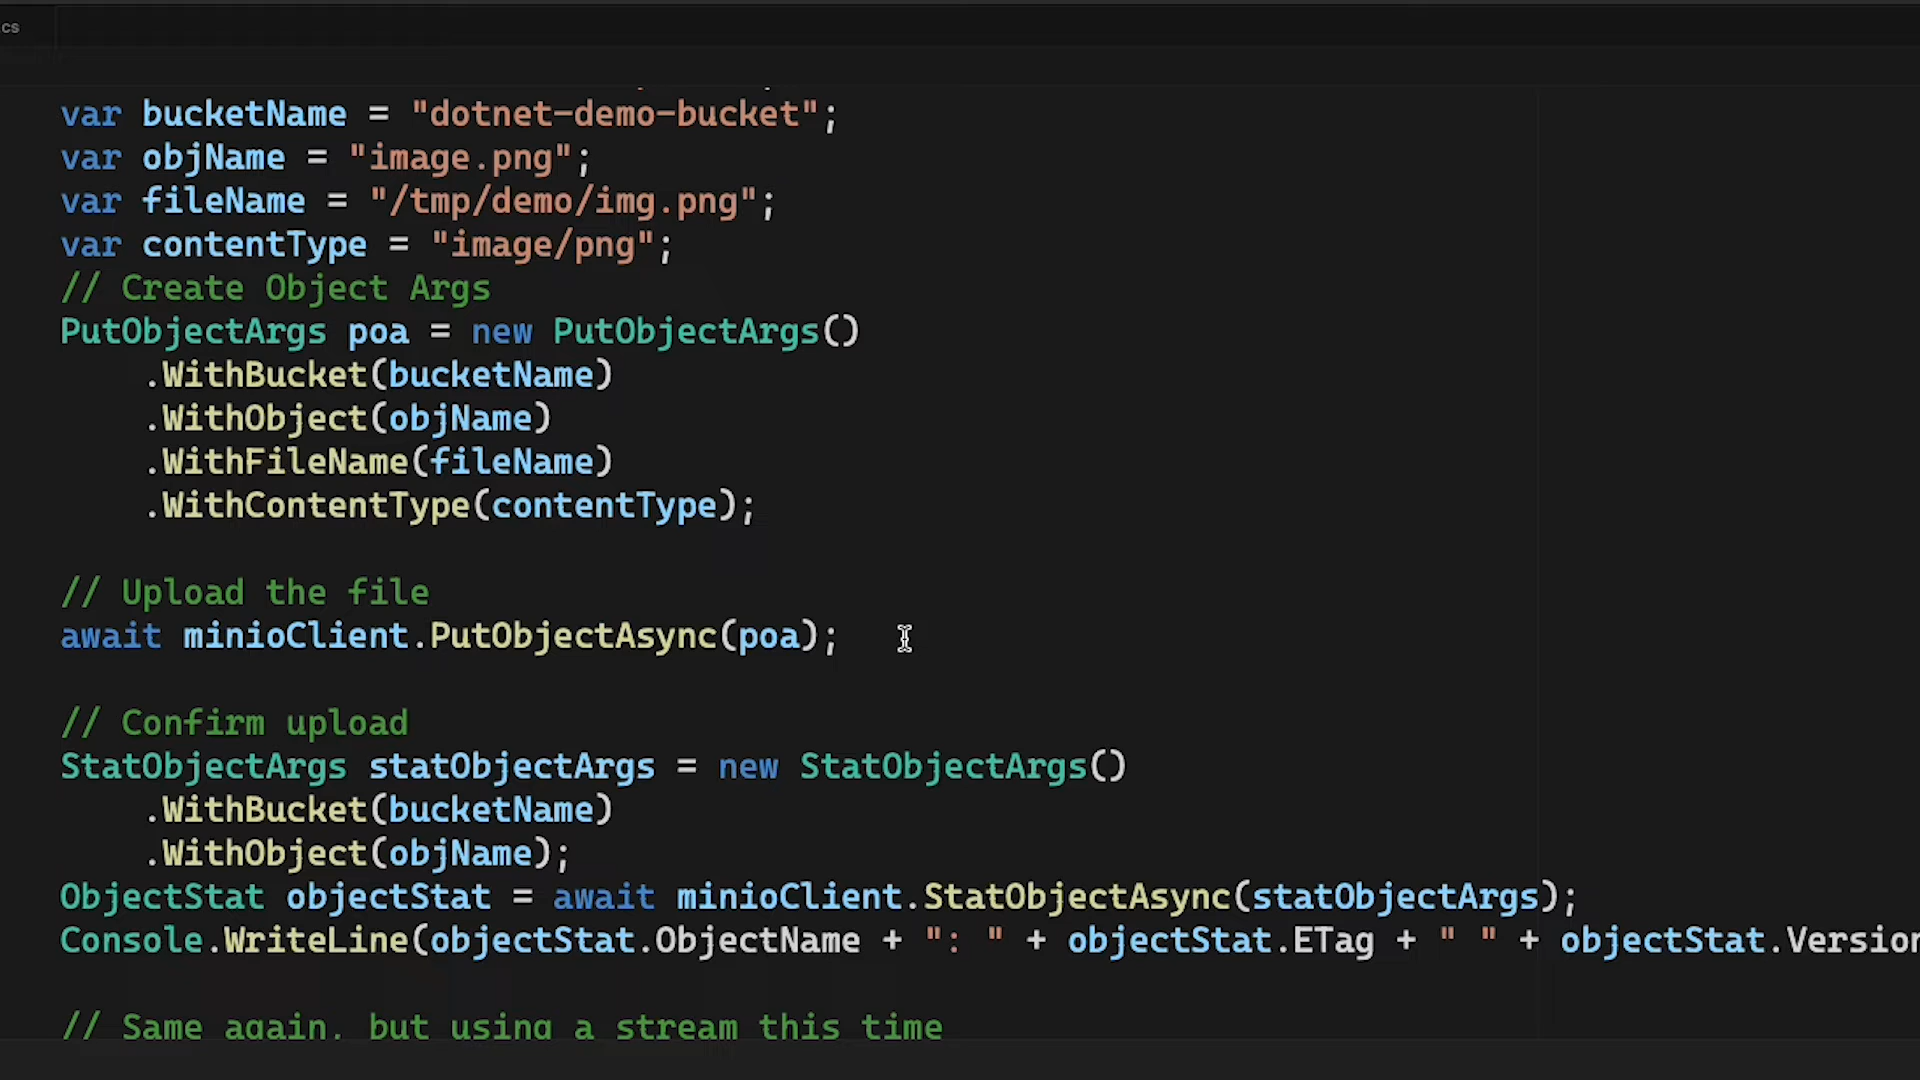 cs
var bucketName = "dotnet-demo-bucket";
var objName = "image.png";
var fileName = "/tmp/demo/img.png";
var contentType = "image/png";
// Create Object Args
PutObjectArgs poa = new PutObjectArgs()
    .WithBucket(bucketName)
    .WithObject(objName)
    .WithFileName(fileName)
    .WithContentType(contentType);
// Upload the file
await minioClient.PutObjectAsync(poa);
// Confirm upload
StatObjectArgs statObjectArgs = new StatObjectArgs()
    .WithBucket(bucketName)
    .WithObject(objName);
ObjectStat objectStat = await minioClient.StatObjectAsync(statObjectArgs);
Console.WriteLine(objectStat.ObjectName + ": " + objectStat.ETag + " " + objectStat.Version
// Same again, but using a stream this time